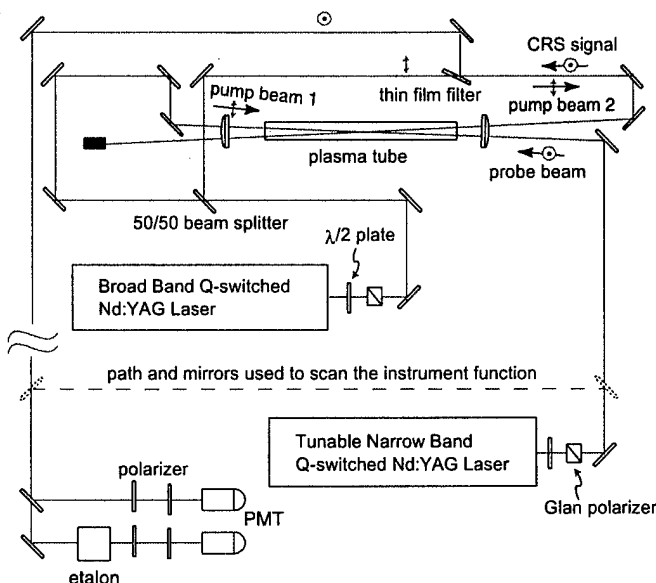 CRS signal
pump beam 1
thin film filter
pump beam 2
plasma tube
probe beam
50/50 beam splitter
λ/2 plate
Broad Band Q-switched
Nd:YAG Laser
path and mirrors used to scan the instrument function
Tunable Narrow Band
Q-switched Nd:YAG Laser
polarizer
PMT
Glan polarizer
etalon